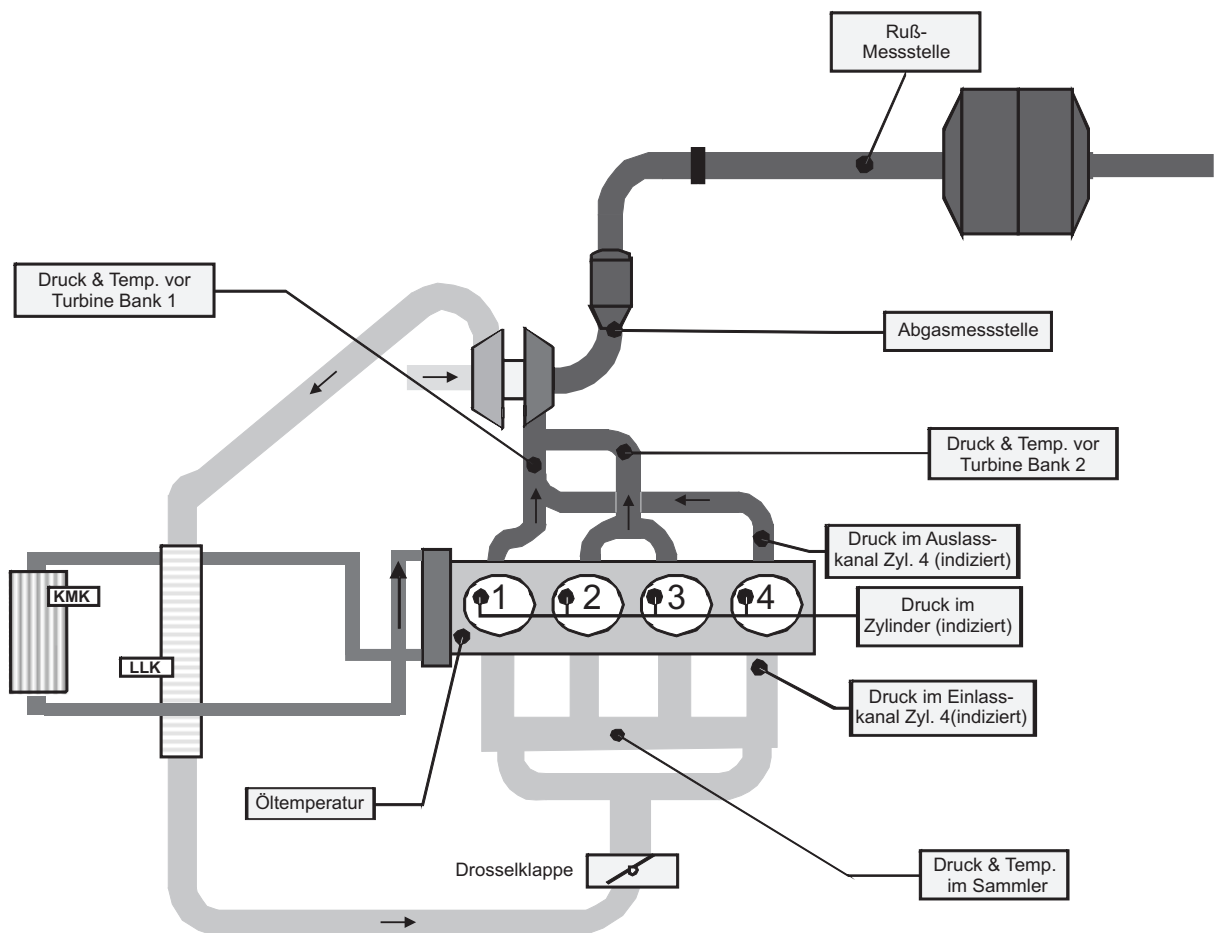 Ruß-
Messstelle
Druck & Temp. vor
Turbine Bank 1
Abgasmessstelle
Druck & Temp. vor
Turbine Bank 2
Druck im Auslass-
kanal Zyl. 4 (indiziert)
KMK
1 2 3 4
Druck im
Zylinder (indiziert)
LLK
Druck im Einlass-
kanal Zyl. 4(indiziert)
Öltemperatur
Drosselklappe
Druck & Temp.
im Sammler